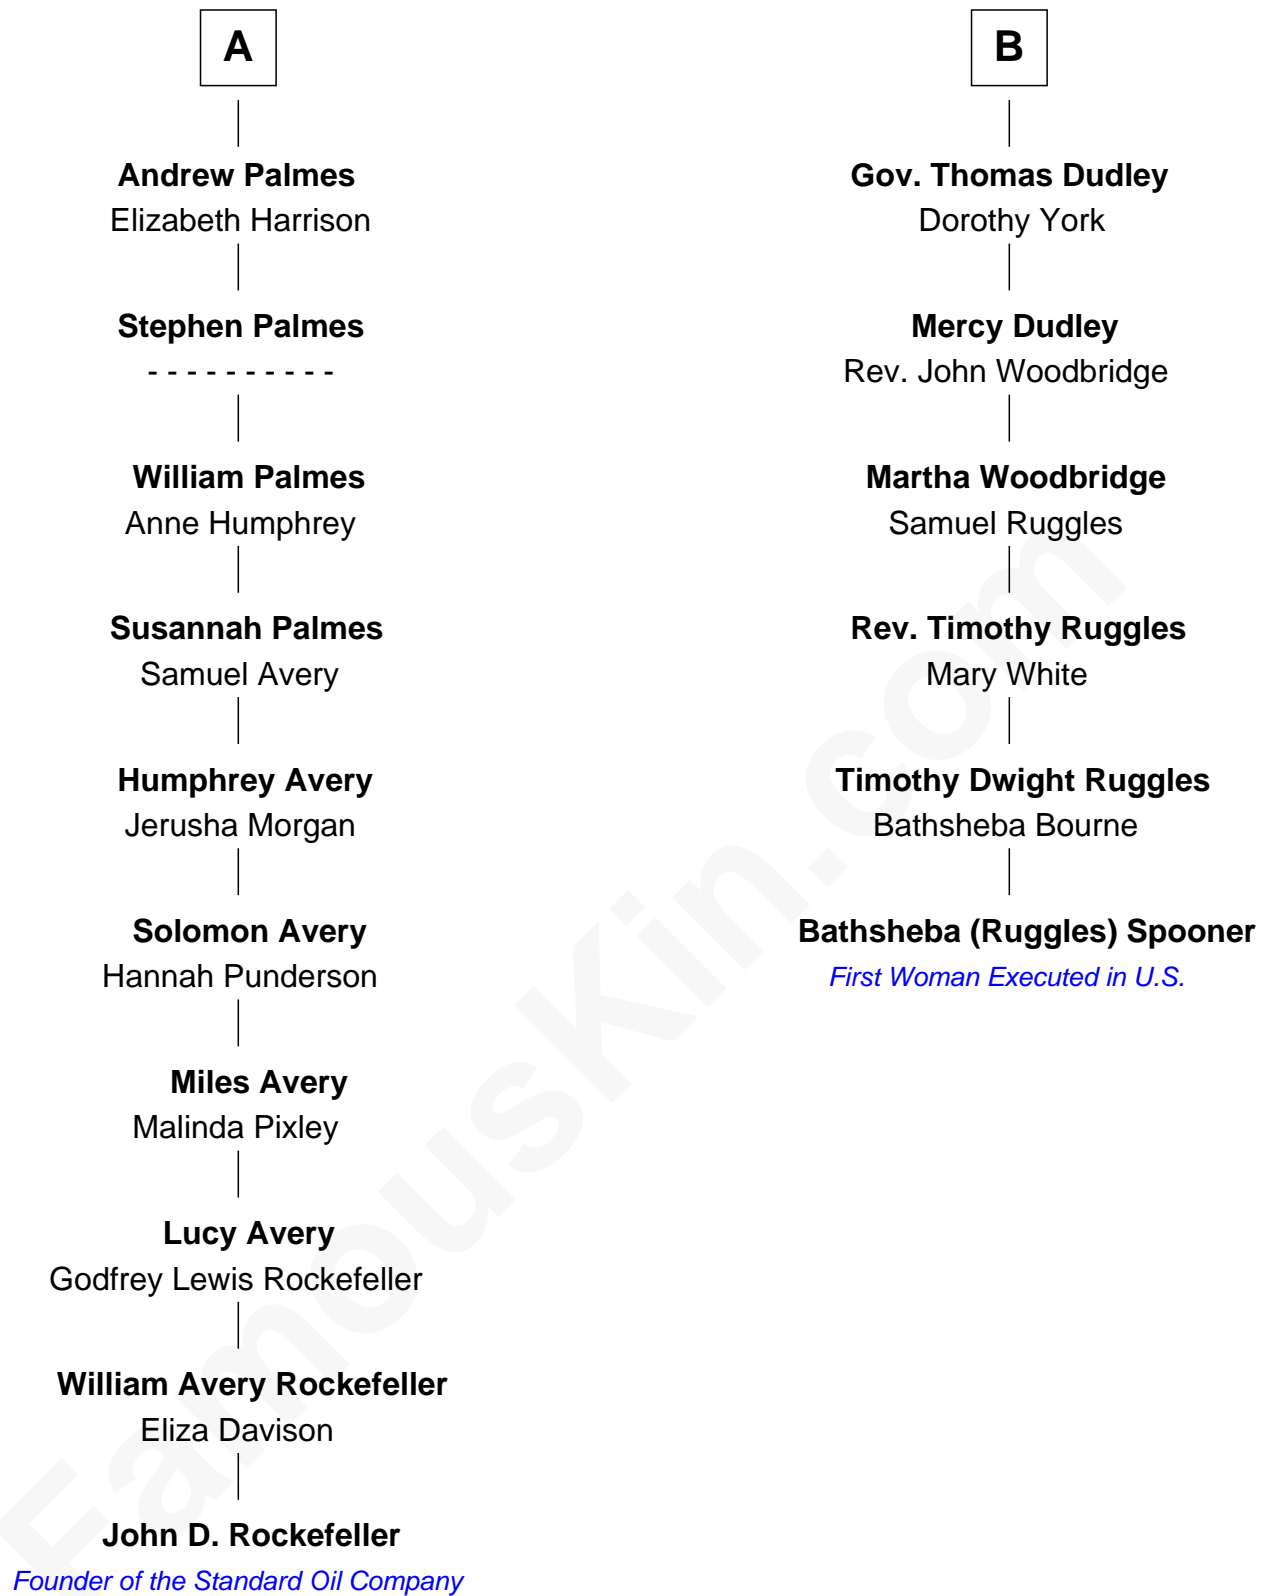 A
Andrew Palmes
Elizabeth Harrison
Stephen Palmes
- - - - - - - - - -
William Palmes
Anne Humphrey
Susannah Palmes
Samuel Avery
Humphrey Avery
Jerusha Morgan
Solomon Avery
Hannah Punderson
Miles Avery
Malinda Pixley
Lucy Avery
Godfrey Lewis Rockefeller
William Avery Rockefeller
Eliza Davison
John D. Rockefeller
Founder of the Standard Oil Company
B
Gov. Thomas Dudley
Dorothy York
Mercy Dudley
Rev. John Woodbridge
Martha Woodbridge
Samuel Ruggles
Rev. Timothy Ruggles
Mary White
Timothy Dwight Ruggles
Bathsheba Bourne
Bathsheba (Ruggles) Spooner
First Woman Executed in U.S.
FamousKin.com